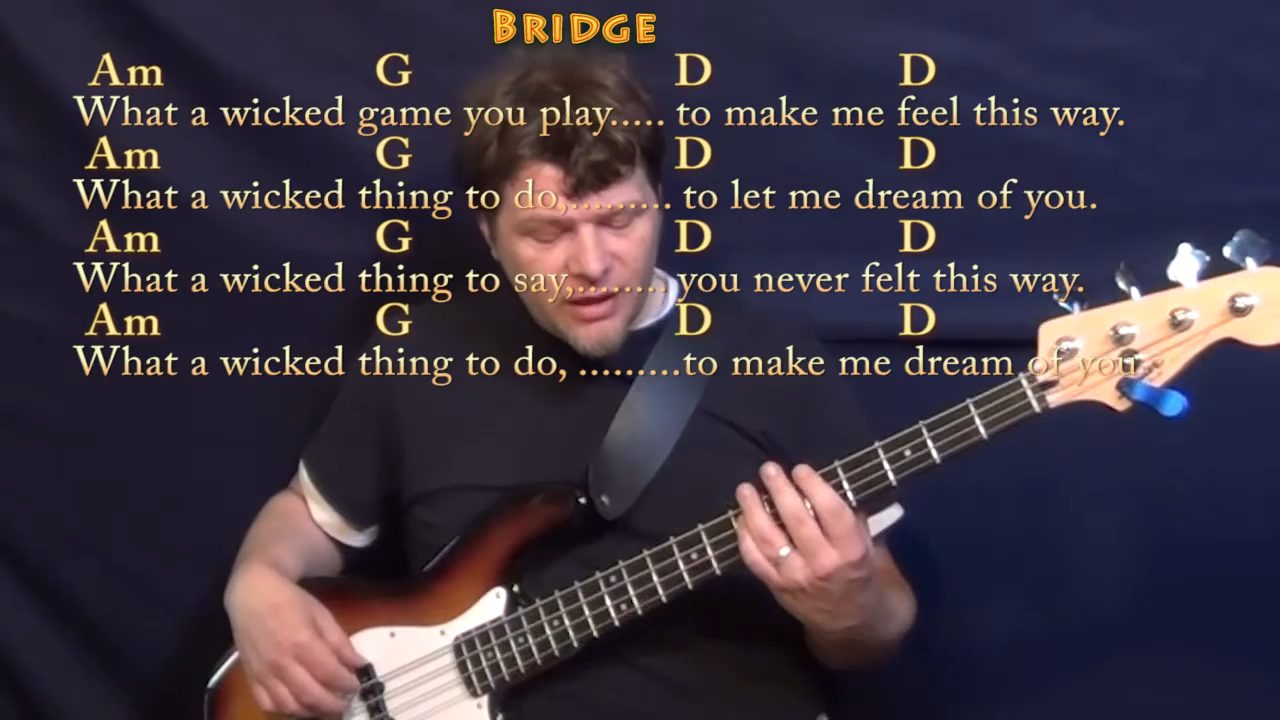 BRIDGE
Am G D D
What a wicked game you play..... to make me feel this way.
Am G D D
What a wicked thing to do,......... to let me dream of you.
Am G D D
What a wicked thing to say,........ you never felt this way.
Am G D D
What a wicked thing to do, .........to make me dream of you.